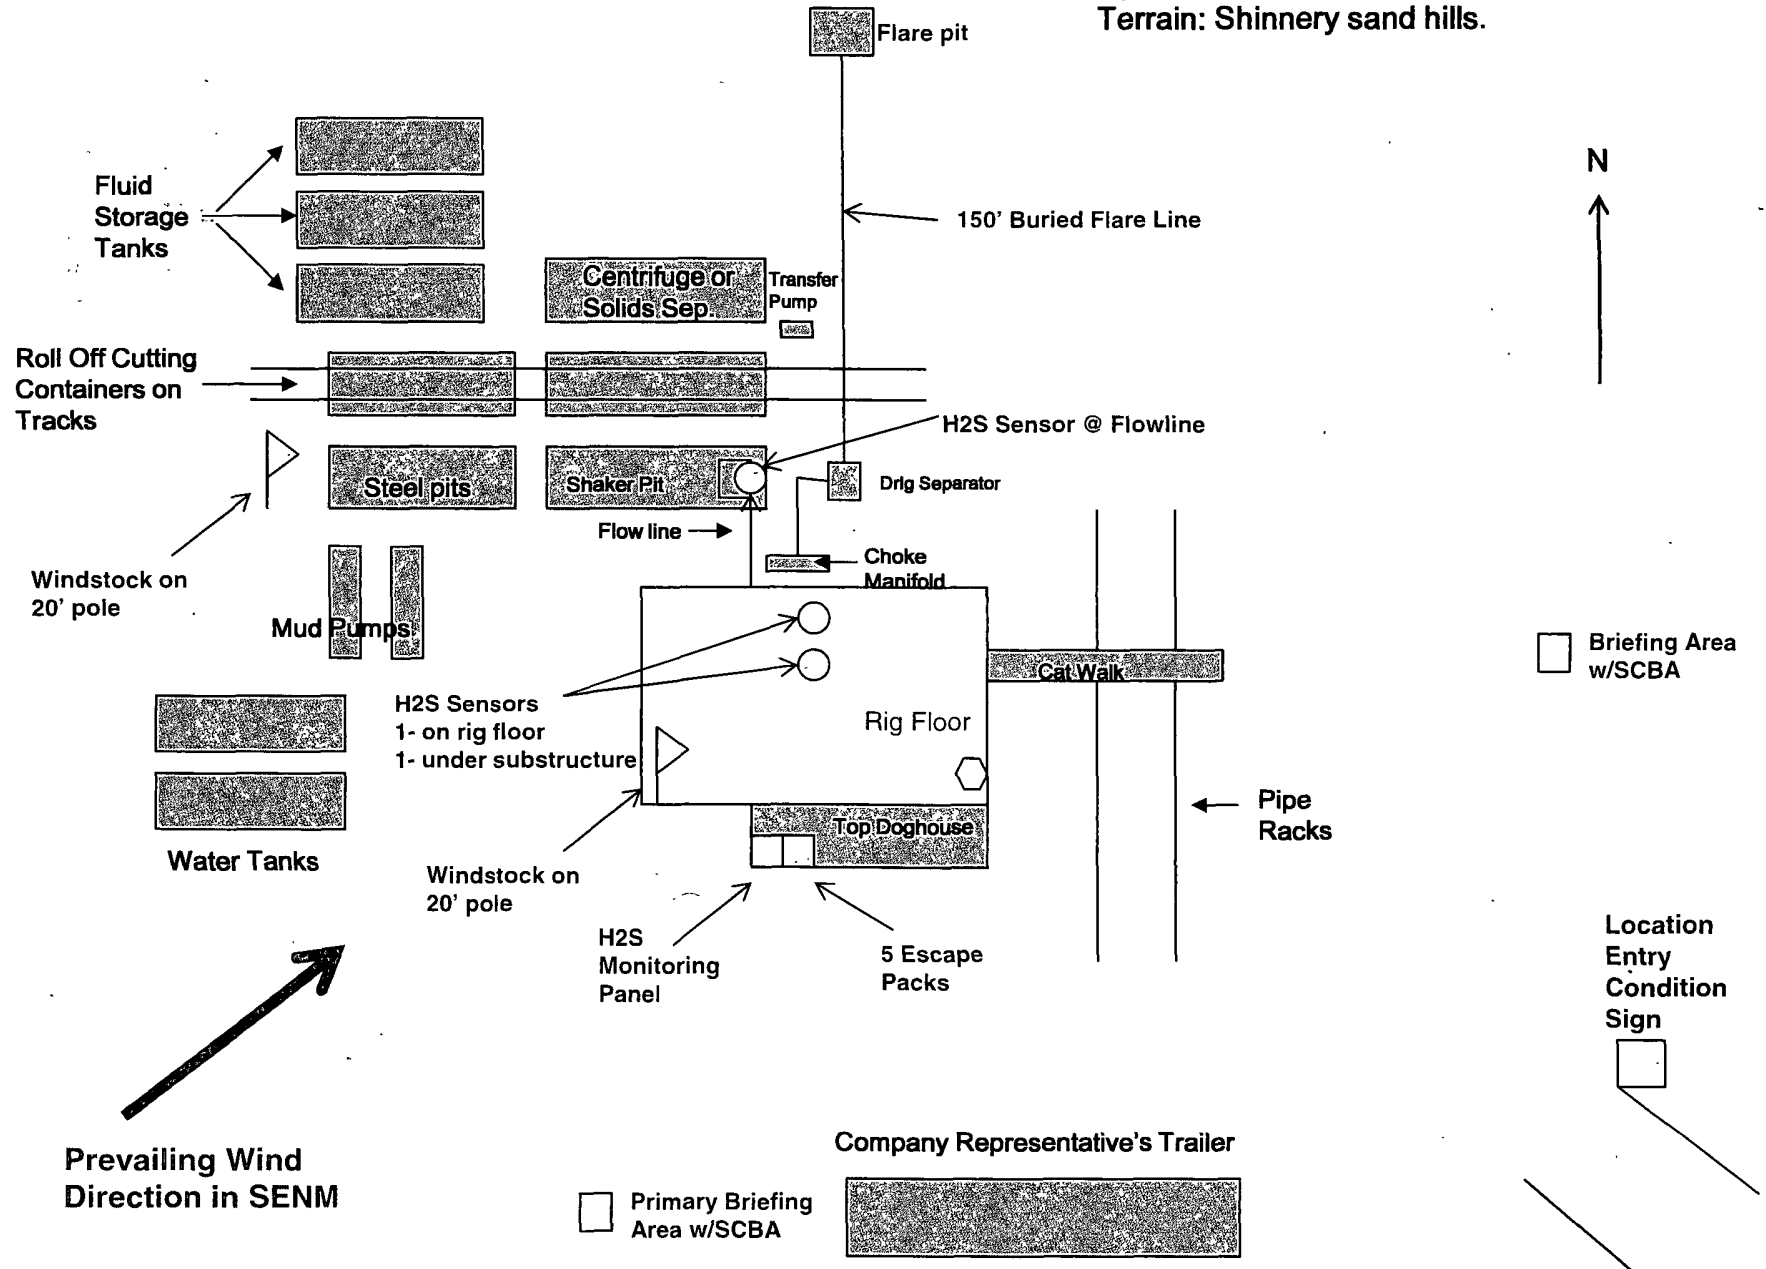 Terrain: Shinnery sand hills.
Flare pit
N
Fluid
Storage
Tanks
150' Buried Flare Line
Centrifuge or
Solids Sep.
Transfer
Pump
Roll Off Cutting
Containers on
Tracks
H2S Sensor @ Flowline
Steel pits
Shaker Pit
Drlg Separator
Flow line
Choke
Manifold
Windstock on
20' pole
Mud Pumps
Briefing Area
w/SCBA
Cat Walk
H2S Sensors
1- on rig floor
1- under substructure
Rig Floor
Pipe
Racks
Top Doghouse
Water Tanks
Windstock on
20' pole
H2S
Monitoring
Panel
5 Escape
Packs
Location
Entry
Condition
Sign
Prevailing Wind
Direction in SENM
Company Representative's Trailer
Primary Briefing
Area w/SCBA